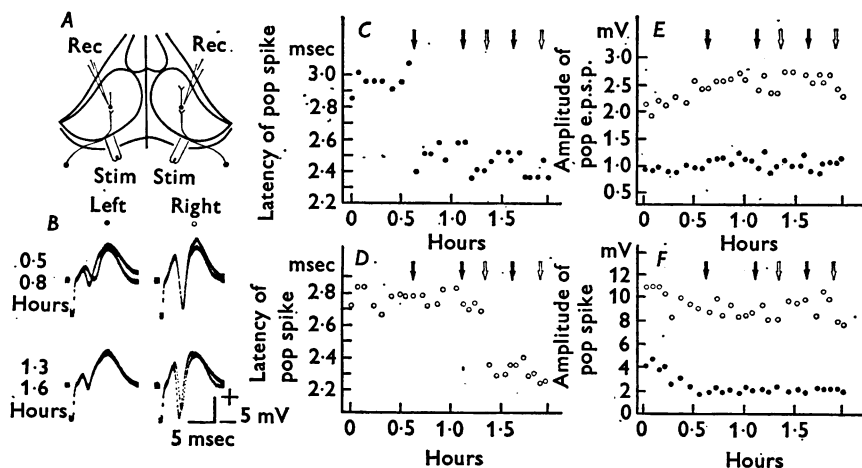 A
Rec Rec
Stim Stim
Left Right
B
0·5
0·8
Hours
1·3
1·6
Hours
+
5 mV
5 msec
C
msec
Latency of pop spike
3·0
2·8
2·6
2·4
2·2
0 0·5 1·0 1·5
Hours
D
msec
Latency of
pop spike
2·8
2·6
2·4
2·2
0 0·5 1·0 1·5
Hours
E
mV
Amplitude of
pop e.p.s.p.
3·0
2·5
2·0
1·5
1·0
0·5
0 0·5 1·0 1·5
Hours
F
mV
Amplitude of
pop spike
12
10
8
6
4
2
0
0 0·5 1·0 1·5
Hours